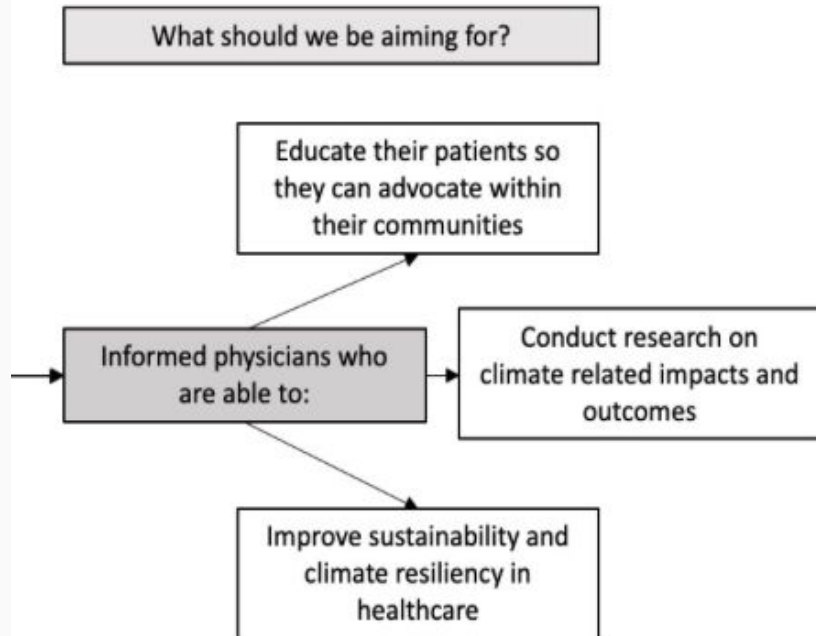 What should we be aiming for?
Educate their patients so
they can advocate within
their communities
Informed physicians who
are able to:
Conduct research on
climate related impacts and
outcomes
Improve sustainability and
climate resiliency in
healthcare